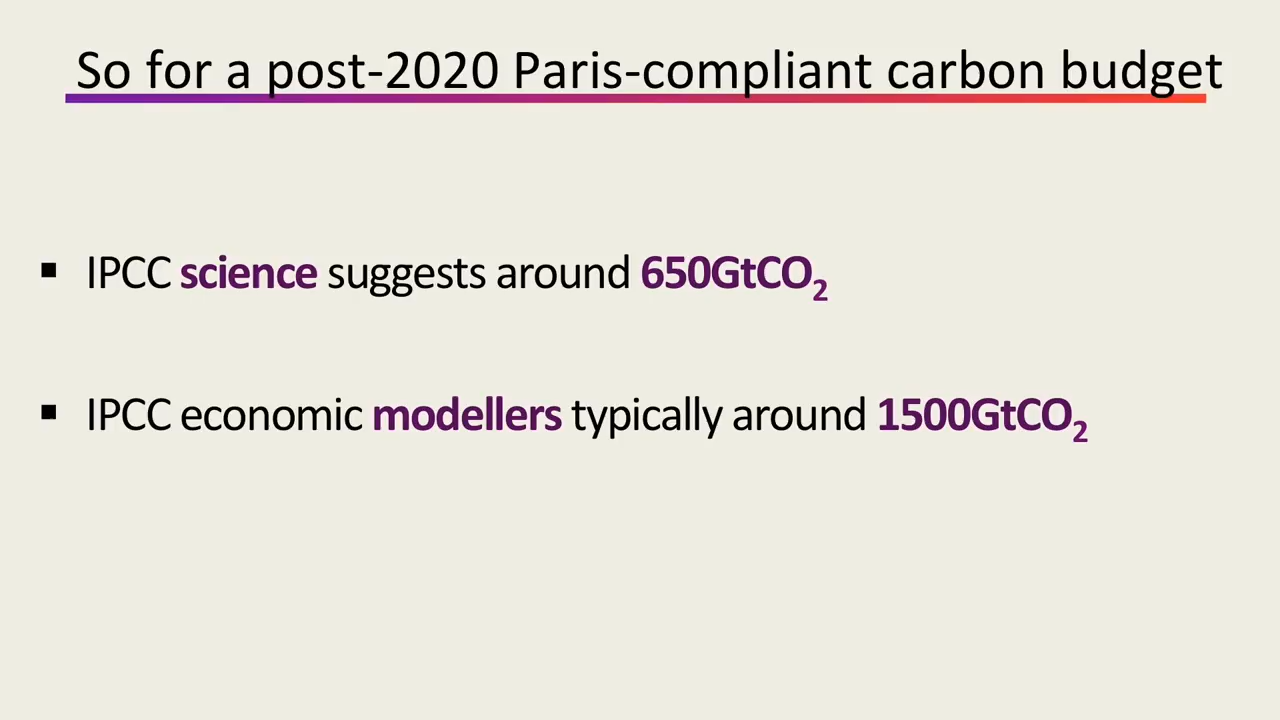 So for a post-2020 Paris-compliant carbon budget
▪ IPCC science suggests around 650GtCO₂
▪ IPCC economic modellers typically around 1500GtCO₂